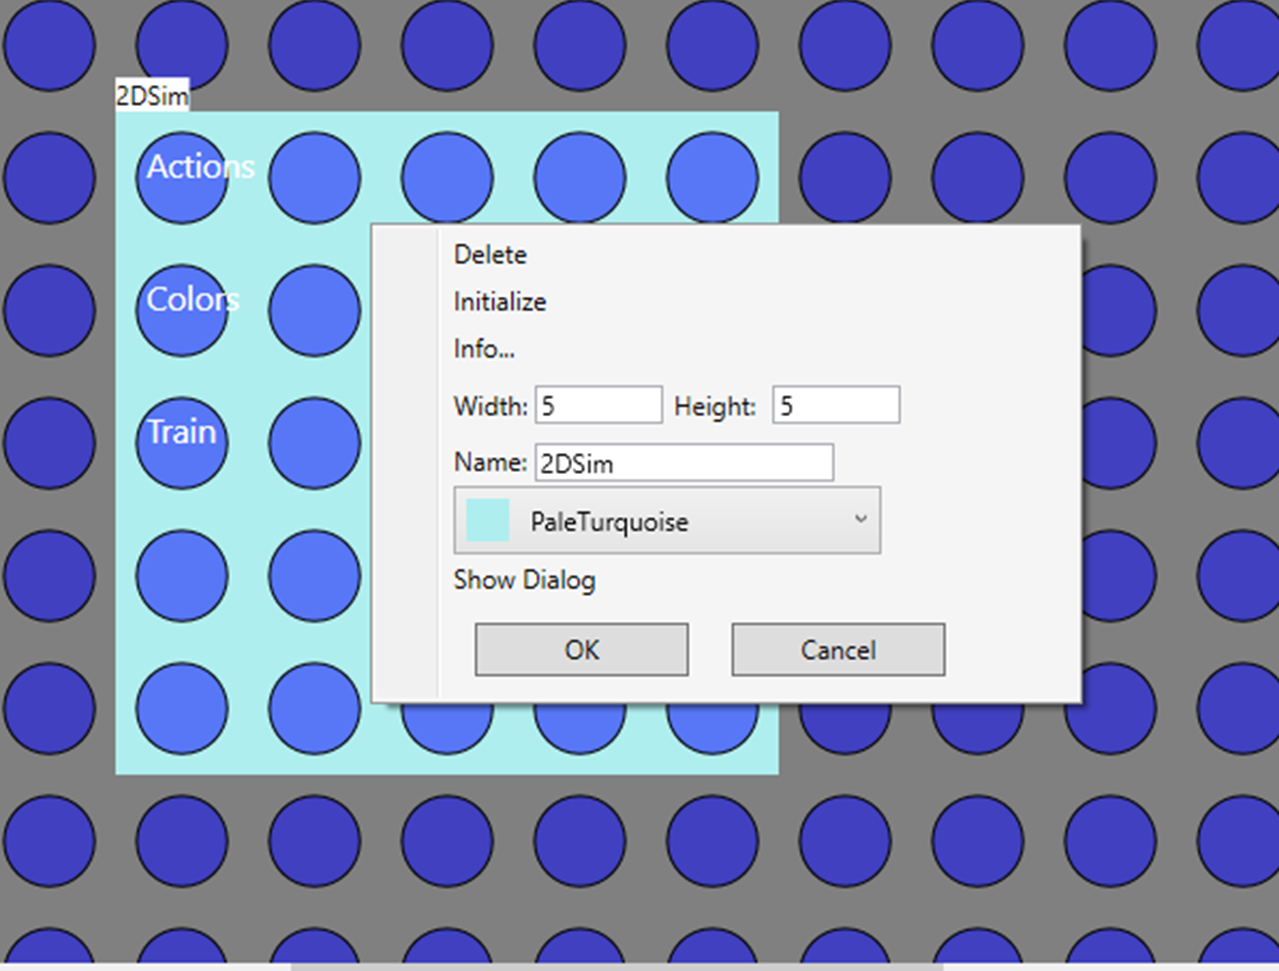 2DSim
Actions
Colors
Train
Delete
Initialize
Info...
Width: 5 Height: 5
Name: 2DSim
PaleTurquoise
Show Dialog
OK Cancel